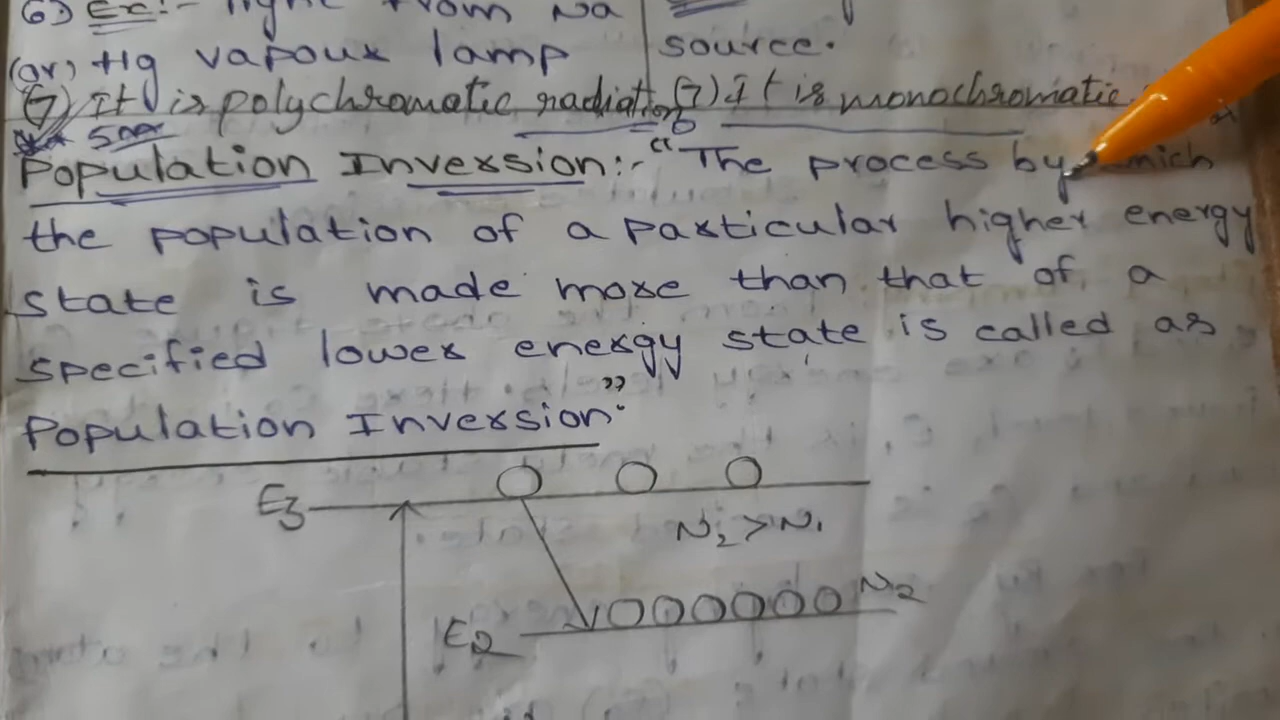 6) Ex:- light from Na
(or) Hg vapour lamp
source.
7) It is polychromatic radiation
7) It is monochromatic
Population Inversion:- "The process by which
the population of a particular higher energy
state is made more than that of a
specified lower energy state is called as
Population Inversion".
E3
N2 > N1
E2 N2